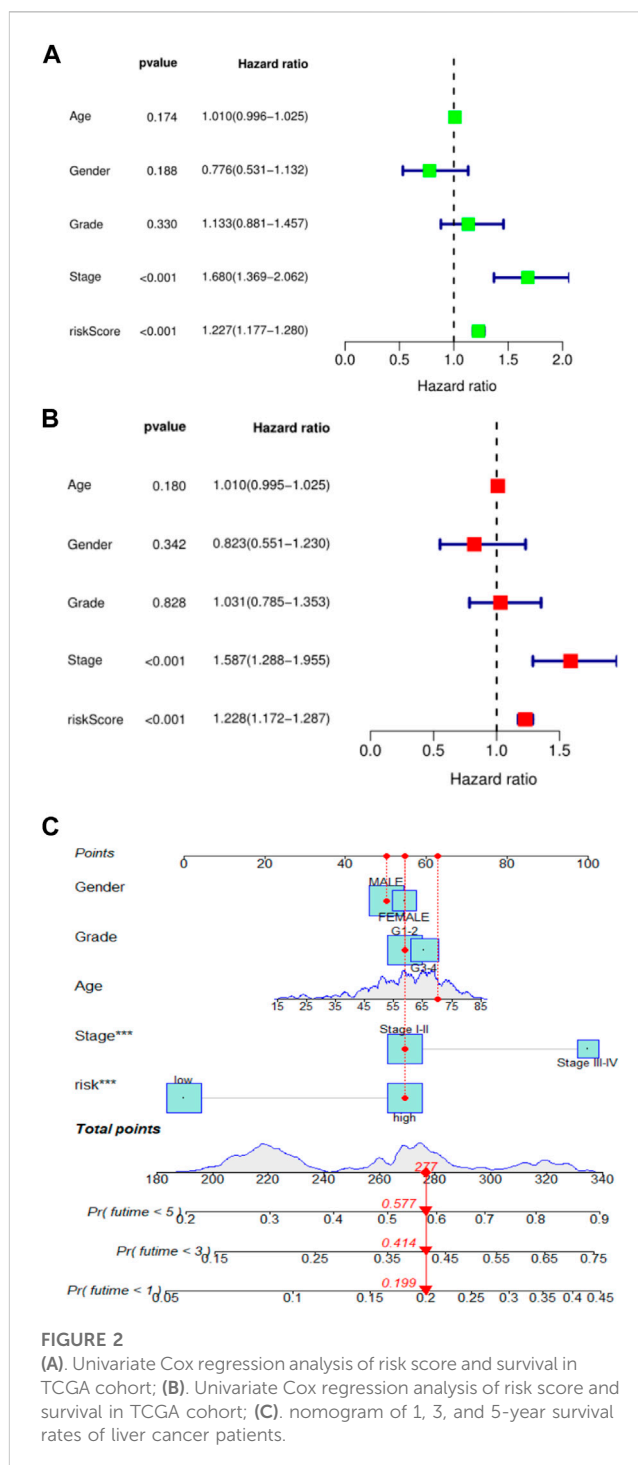 A
pvalue Hazard ratio
Age 0.174 1.010(0.996−1.025)
Gender 0.188 0.776(0.531−1.132)
Grade 0.330 1.133(0.881−1.457)
Stage <0.001 1.680(1.369−2.062)
riskScore <0.001 1.227(1.177−1.280)
0.0 0.5 1.0 1.5 2.0
Hazard ratio
B
pvalue Hazard ratio
Age 0.180 1.010(0.995−1.025)
Gender 0.342 0.823(0.551−1.230)
Grade 0.828 1.031(0.785−1.353)
Stage <0.001 1.587(1.288−1.955)
riskScore <0.001 1.228(1.172−1.287)
0.0 0.5 1.0 1.5
Hazard ratio
C
Points 0 20 40 60 80 100
Gender MALE
FEMALE
Grade G1-2
G3-4
Age
15 25 35 45 55 65 75 85
Stage*** Stage I-II
Stage III-IV
risk*** low
high
Total points
277
180 200 220 240 260 280 300 320 340
0.577
Pr( futime < 5 )
0.2 0.3 0.4 0.5 0.6 0.7 0.8 0.9
0.414
Pr( futime < 3 )
0.15 0.25 0.35 0.45 0.55 0.65 0.75
0.199
Pr( futime < 1 )
0.05 0.1 0.15 0.2 0.25 0.3 0.35 0.4 0.45
FIGURE 2
(A). Univariate Cox regression analysis of risk score and survival in
TCGA cohort; (B). Univariate Cox regression analysis of risk score and
survival in TCGA cohort; (C). nomogram of 1, 3, and 5-year survival
rates of liver cancer patients.